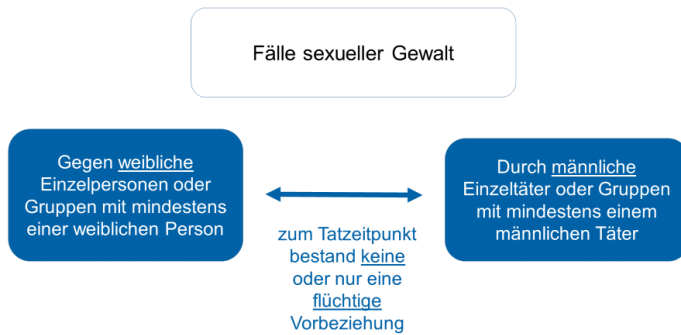 Fälle sexueller Gewalt
Gegen weibliche
Einzelpersonen oder
Gruppen mit mindestens
einer weiblichen Person
Durch männliche
Einzeltäter oder Gruppen
mit mindestens einem
männlichen Täter
zum Tatzeitpunkt
bestand keine
oder nur eine
flüchtige
Vorbeziehung